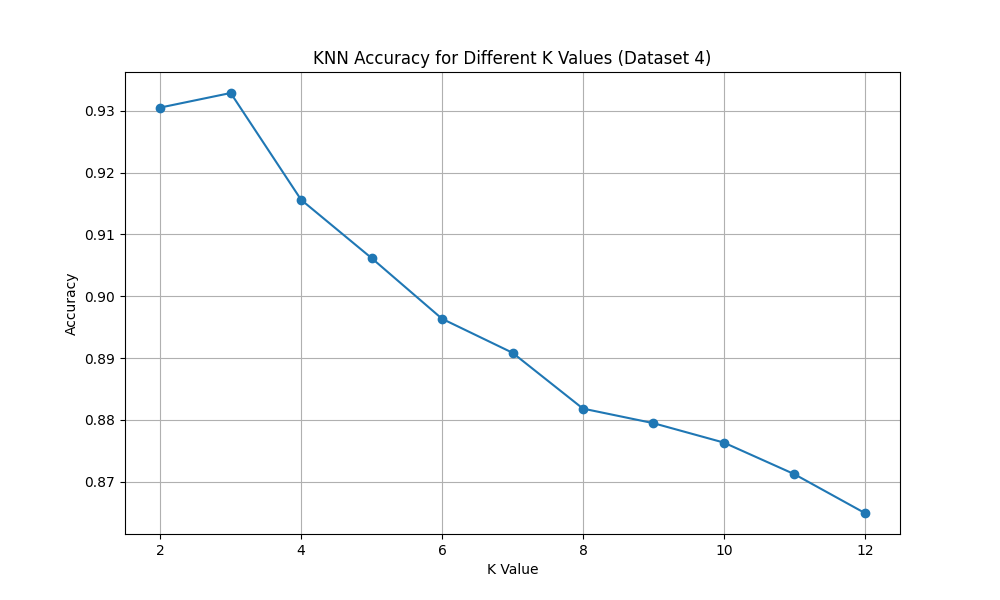 KNN Accuracy for Different K Values (Dataset 4)
Accuracy
0.93
0.92
0.91
0.90
0.89
0.88
0.87
2 4 6 8 10 12
K Value